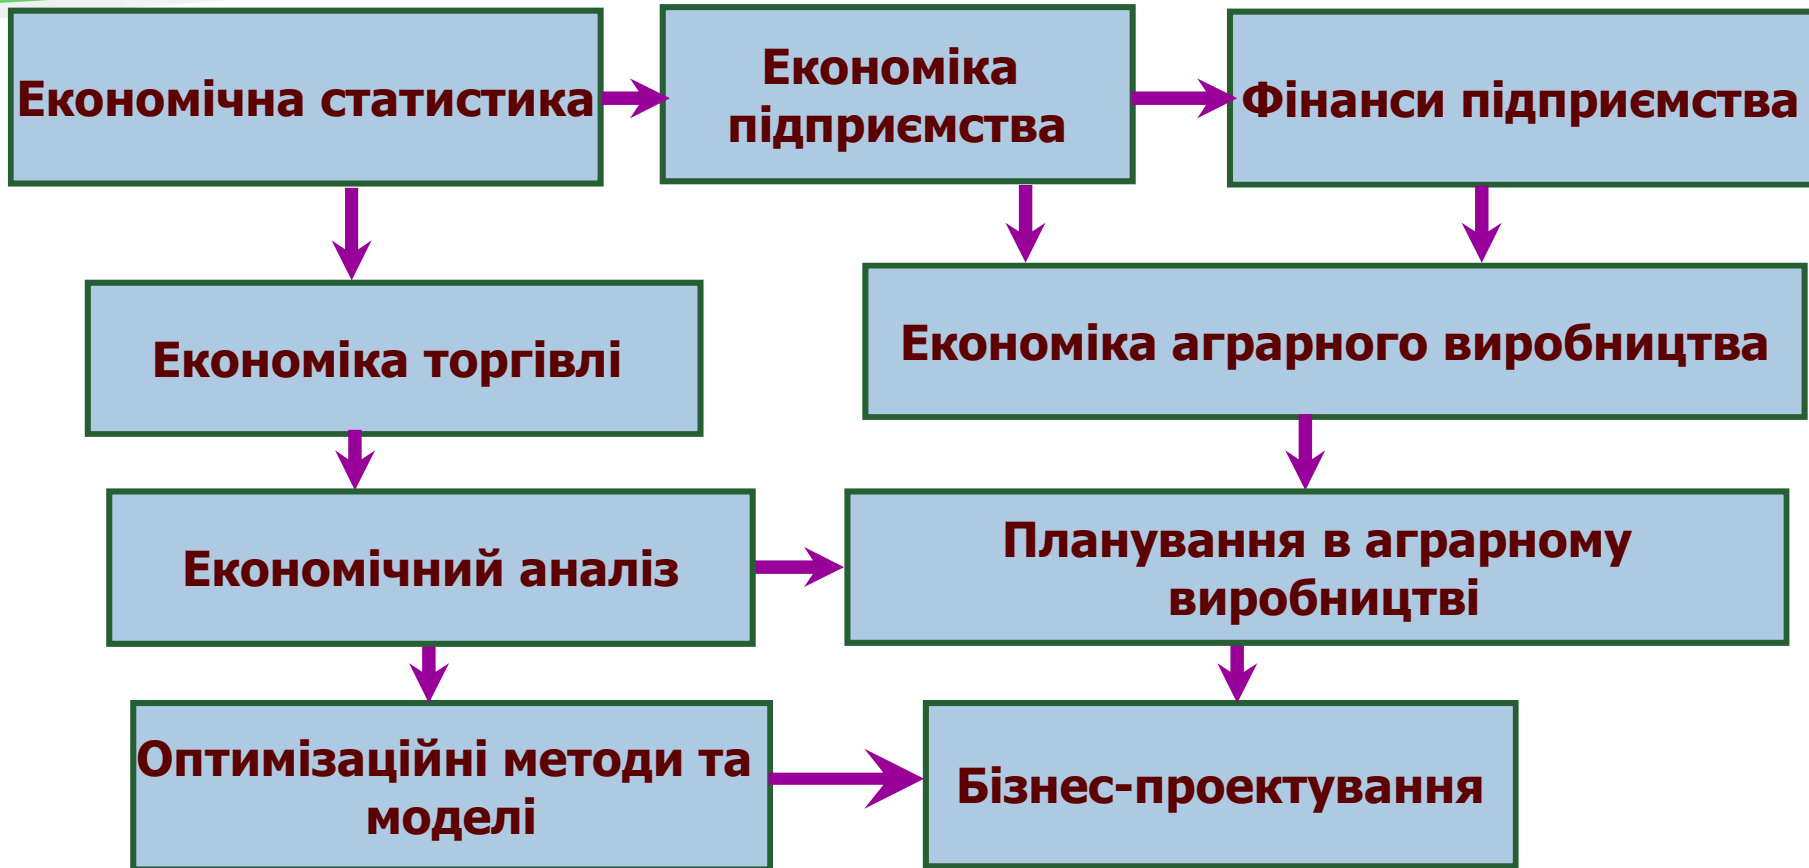 Економічна статистика
Економіка
підприємства
Фінанси підприємства
Економіка торгівлі
Економіка аграрного виробництва
Економічний аналіз
Планування в аграрному
виробництві
Оптимізаційні методи та
моделі
Бізнес-проектування